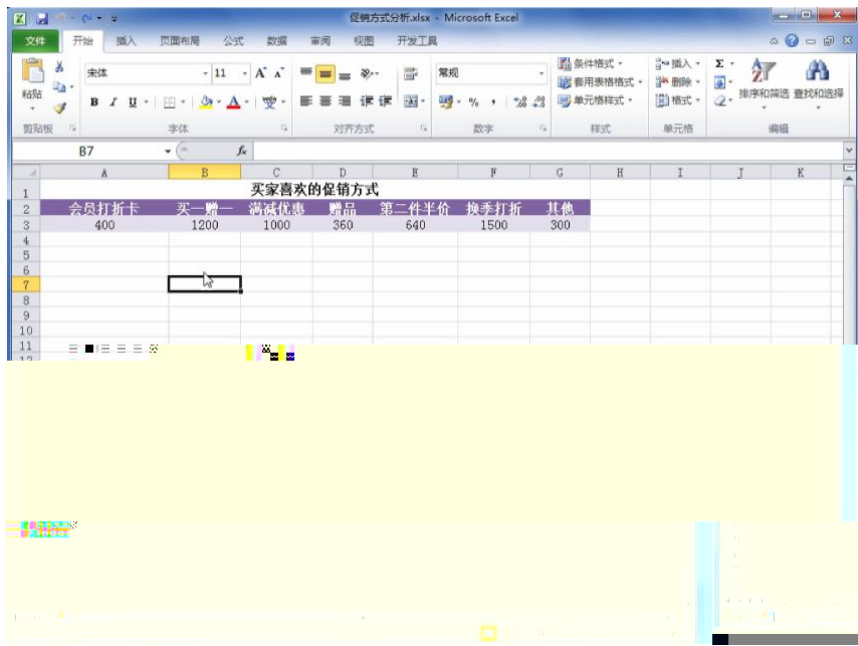 促销方式分析.xlsx - Microsoft Excel
文件 开始 插入 页面布局 公式 数据 审阅 视图 开发工具
宋体 11 A A 常规 条件格式 插入 Σ
粘贴 套用表格格式 删除 排序和筛选 查找和选择
B I U A % 单元格样式 格式
剪贴板 字体 对齐方式 数字 样式 单元格 编辑
B7 fx
A B C D E F G H I J K
1 买家喜欢的促销方式
2 会员打折卡 买一赠一 满减优惠 赠品 第二件半价 换季打折 其他
3 400 1200 1000 360 640 1500 300
4
5
6
7
8
9
10
11